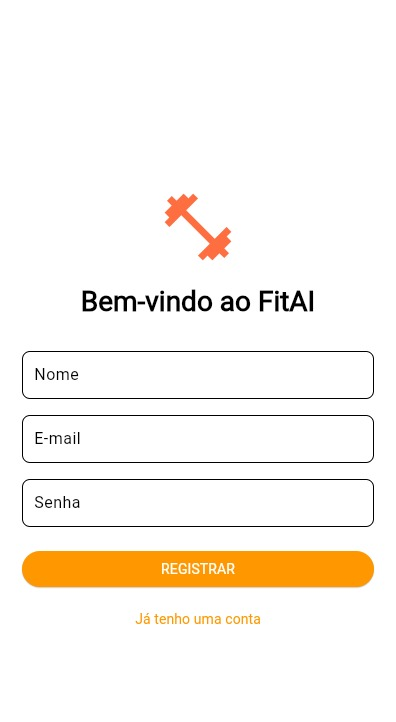 Bem-vindo ao FitAI
Nome
E-mail
Senha
REGISTRAR
Já tenho uma conta